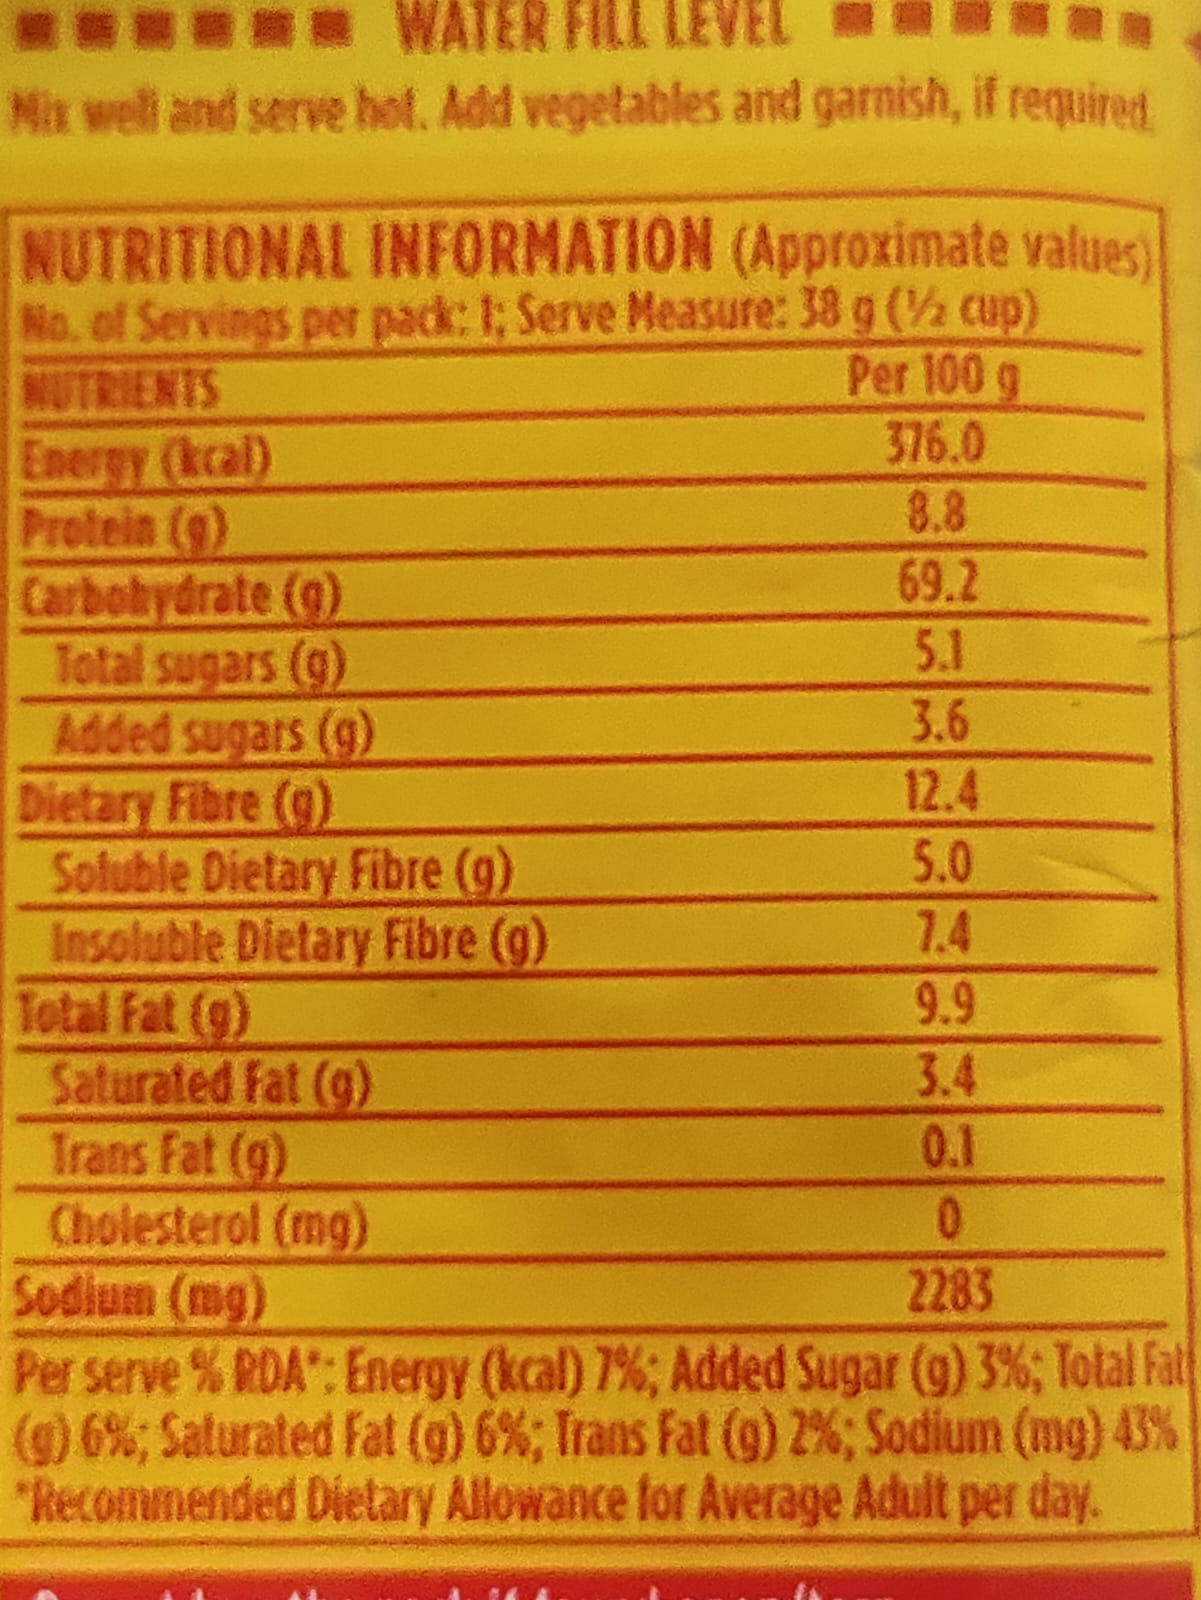 WATER FILL LEVEL
Mix well and serve hot. Add vegetables and garnish, if required.
NUTRITIONAL INFORMATION (Approximate values)
No. of Servings per pack: 1; Serve Measure: 38 g (½ cup)
NUTRIENTS Per 100 g
Energy (kcal) 376.0
Protein (g) 8.8
Carbohydrate (g) 69.2
Total sugars (g) 5.1
Added sugars (g) 3.6
Dietary Fibre (g) 12.4
Soluble Dietary Fibre (g) 5.0
Insoluble Dietary Fibre (g) 7.4
Total Fat (g) 9.9
Saturated Fat (g) 3.4
Trans Fat (g) 0.1
Cholesterol (mg) 0
Sodium (mg) 2283
Per serve % RDA*: Energy (kcal) 7%; Added Sugar (g) 3%; Total Fat
(g) 6%; Saturated Fat (g) 6%; Trans Fat (g) 2%; Sodium (mg) 43%
*Recommended Dietary Allowance for Average Adult per day.